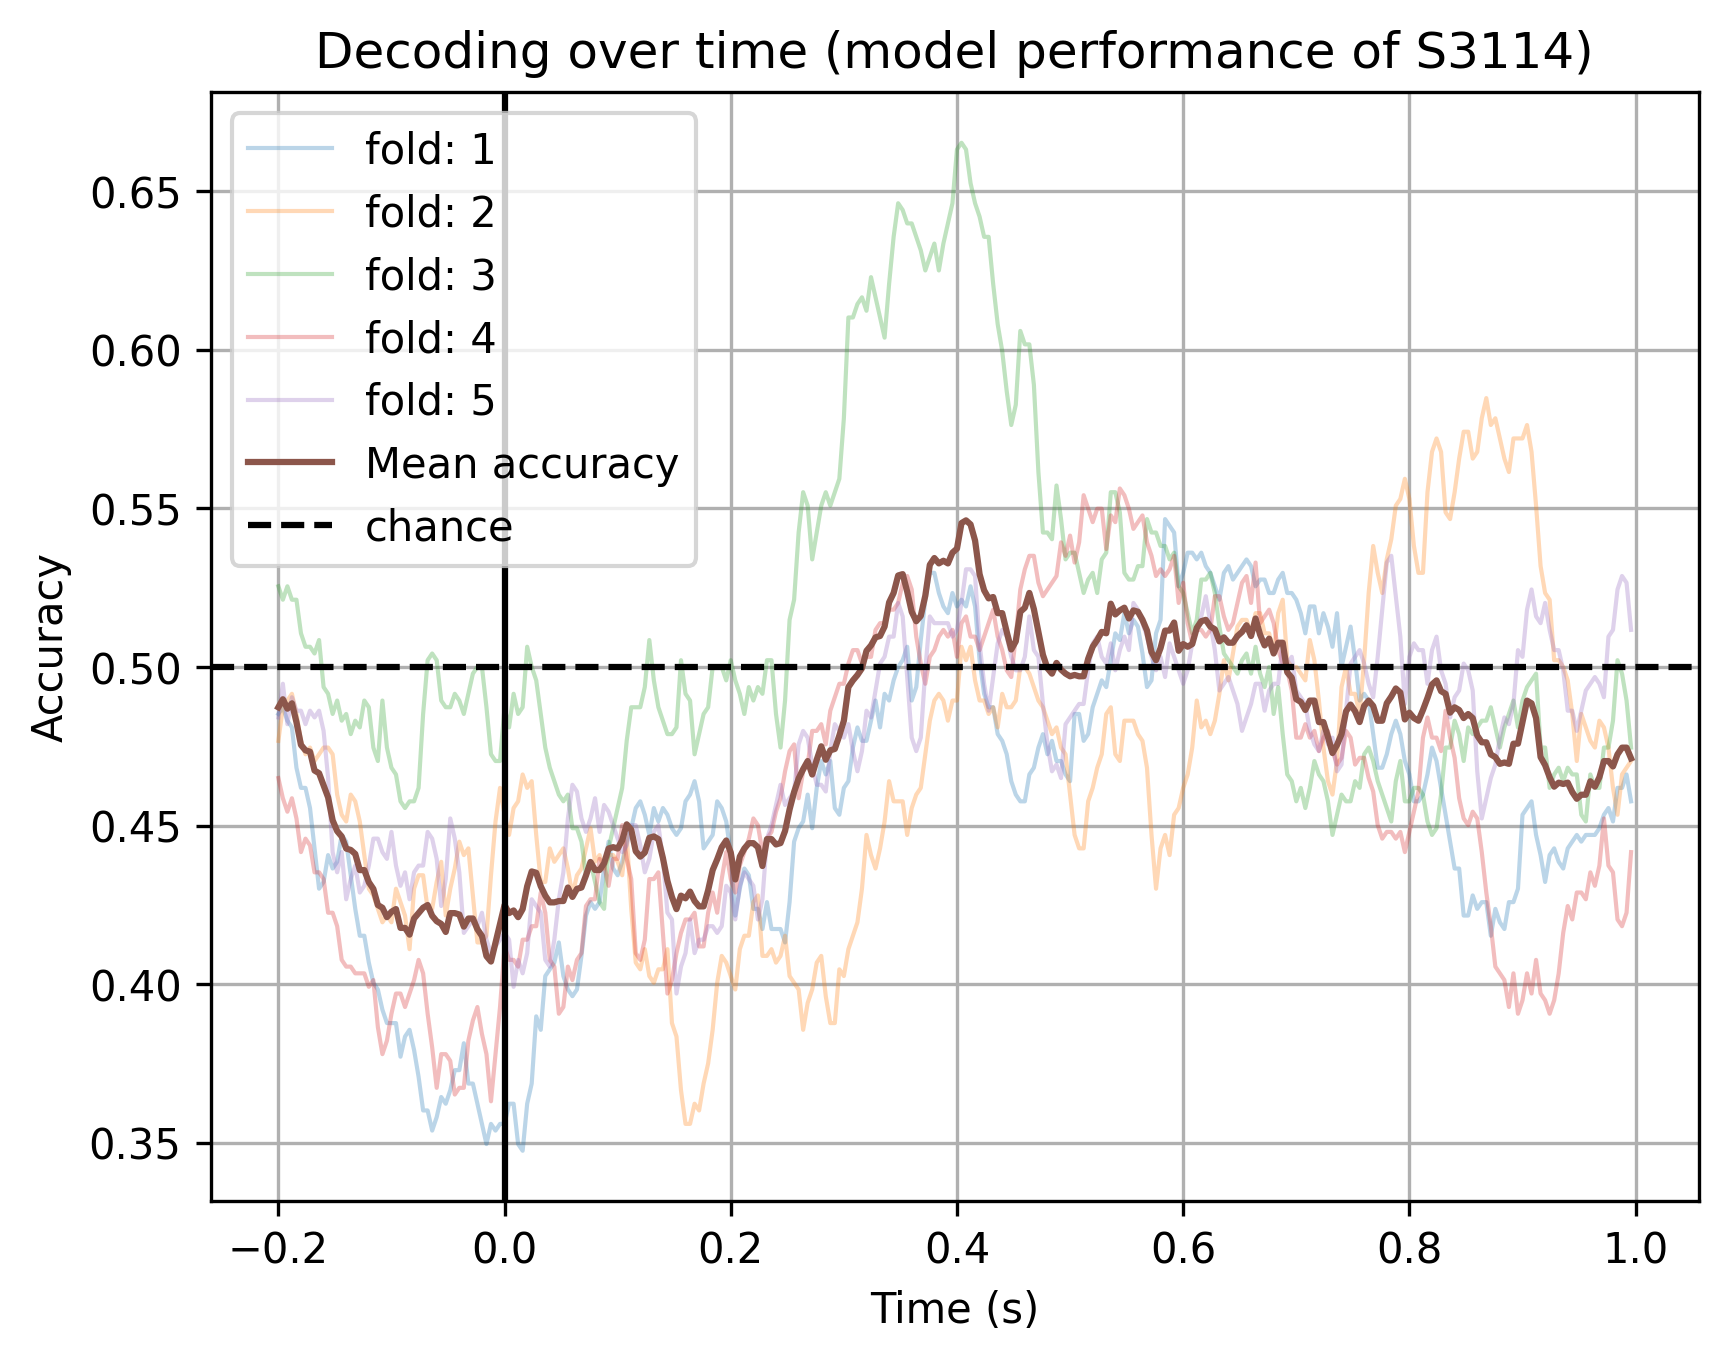 Decoding over time (model performance of S3114)
fold: 1
fold: 2
fold: 3
fold: 4
fold: 5
Mean accuracy
chance
Accuracy
0.65
0.60
0.55
0.50
0.45
0.40
0.35
−0.2 0.0 0.2 0.4 0.6 0.8 1.0
Time (s)